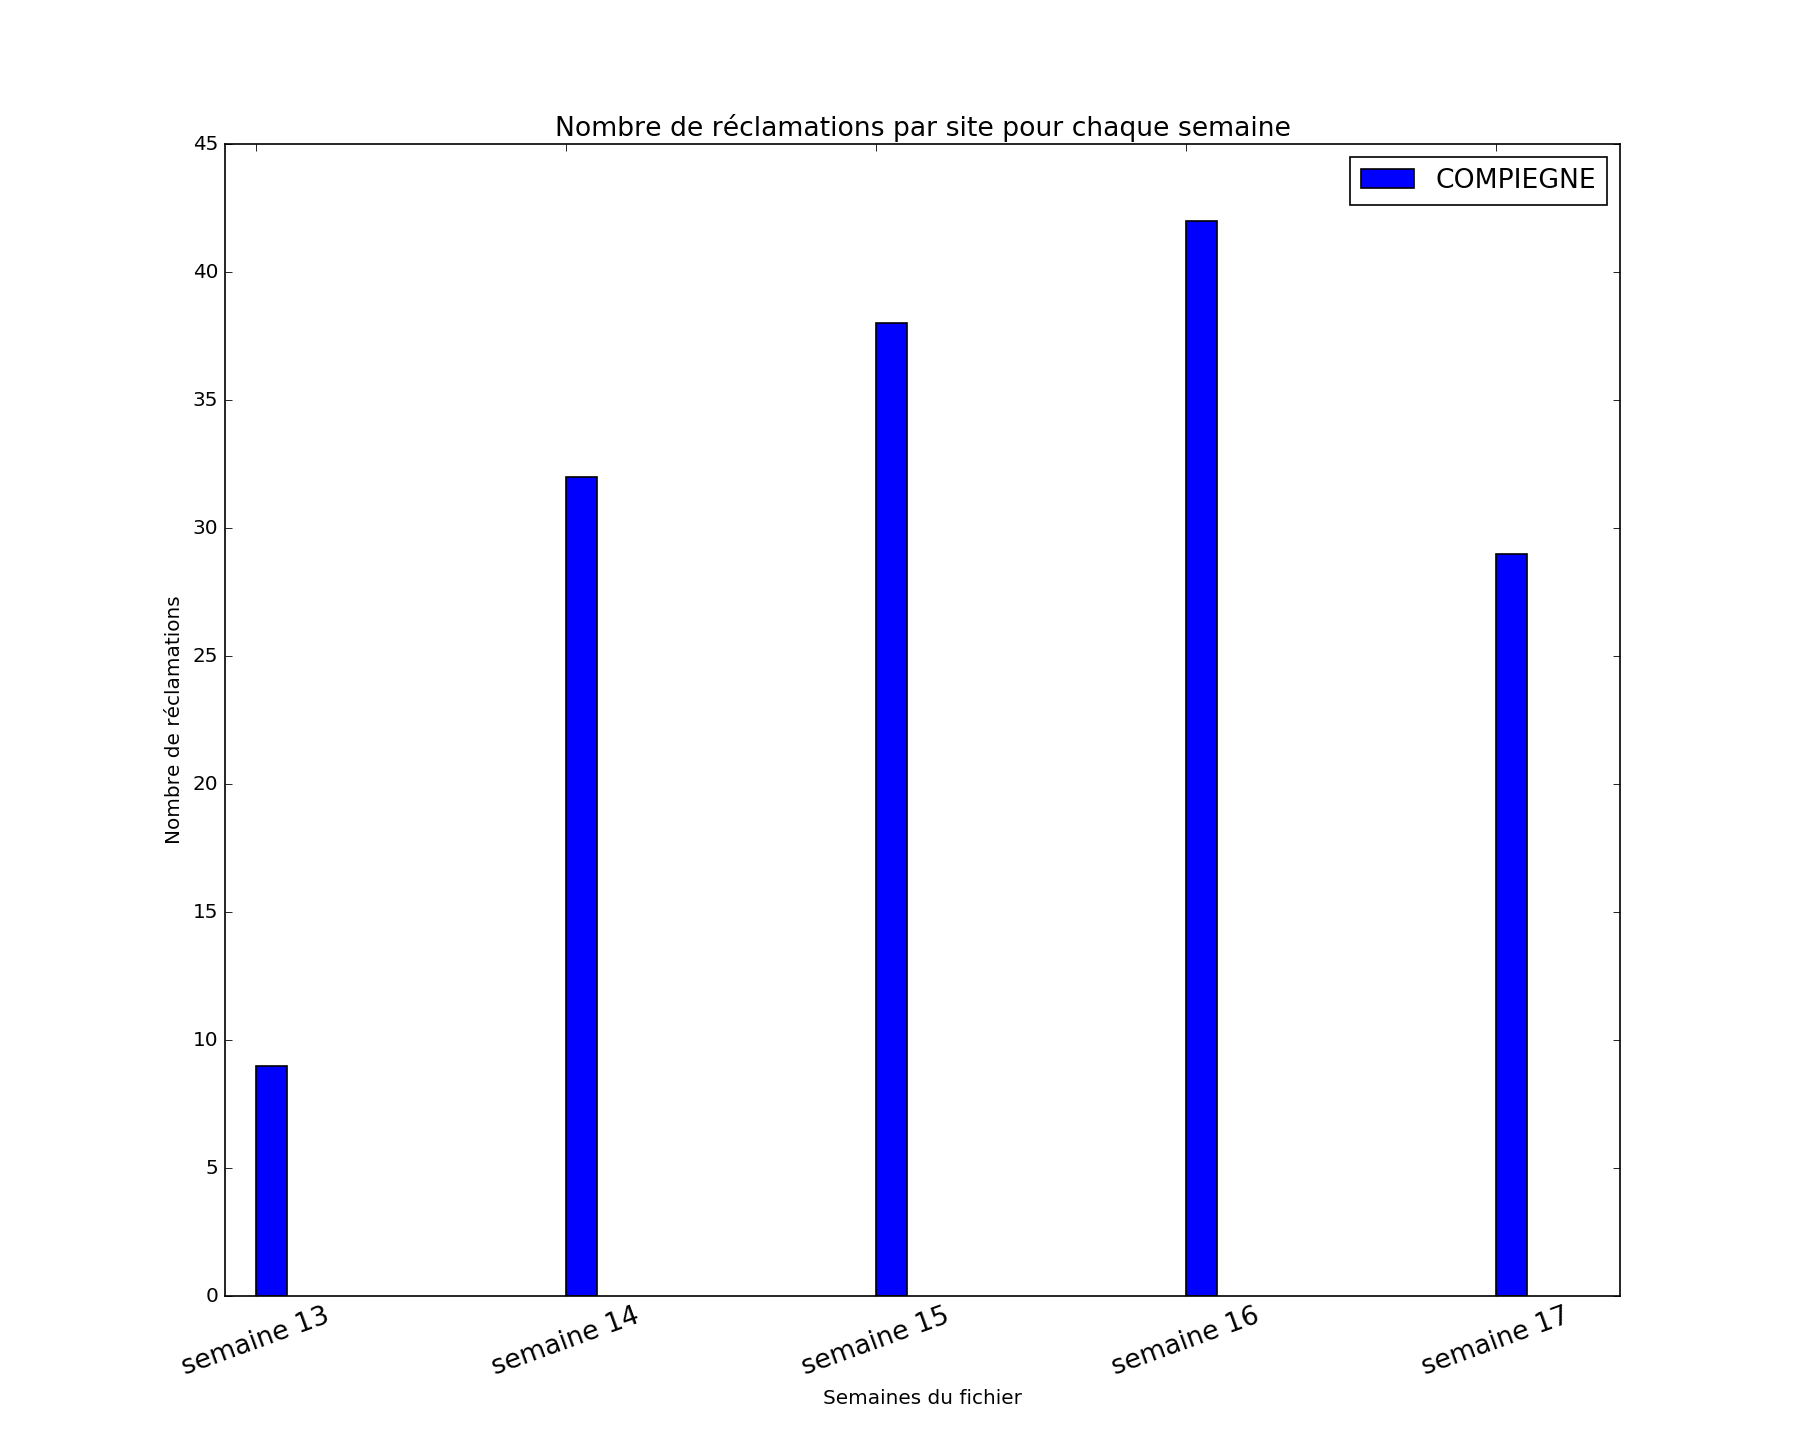 Nombre de réclamations par site pour chaque semaine
COMPIEGNE
45
40
35
30
25
20
15
10
5
0
Nombre de réclamations
semaine 13
semaine 14
semaine 15
semaine 16
semaine 17
Semaines du fichier